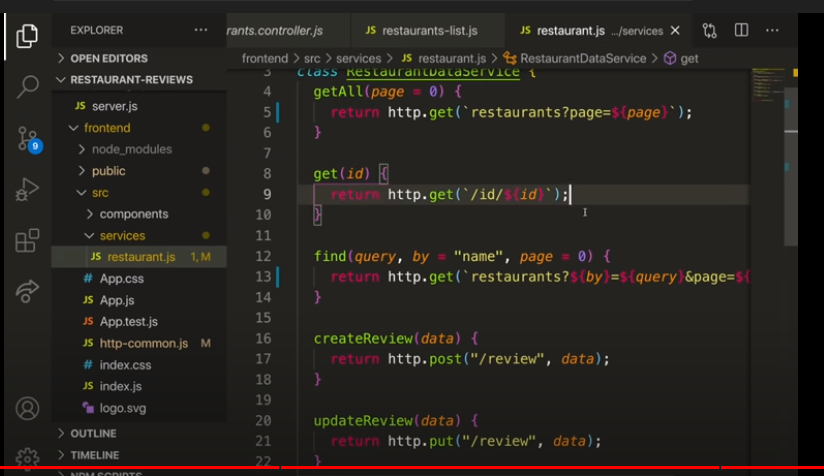 EXPLORER
...
rants.controller.js
JS restaurants-list.js
JS restaurant.js .../services ×
...
OPEN EDITORS
frontend > src > services > JS restaurant.js > RestaurantDataService > get
RESTAURANT-REVIEWS
JS server.js
frontend
node_modules
public
src
components
services
JS restaurant.js 1, M
# App.css
JS App.js
JS App.test.js
JS http-common.js M
# index.css
JS index.js
logo.svg
OUTLINE
TIMELINE
NPM SCRIPTS
9
3 class RestaurantDataService {
4 getAll(page = 0) {
5 return http.get(`restaurants?page=${page}`);
6 }
7
8 get(id) {
9 return http.get(`/id/${id}`);
10 }
11
12 find(query, by = "name", page = 0) {
13 return http.get(`restaurants?${by}=${query}&page=${
14 }
15
16 createReview(data) {
17 return http.post("/review", data);
18 }
19
20 updateReview(data) {
21 return http.put("/review", data);
22 }